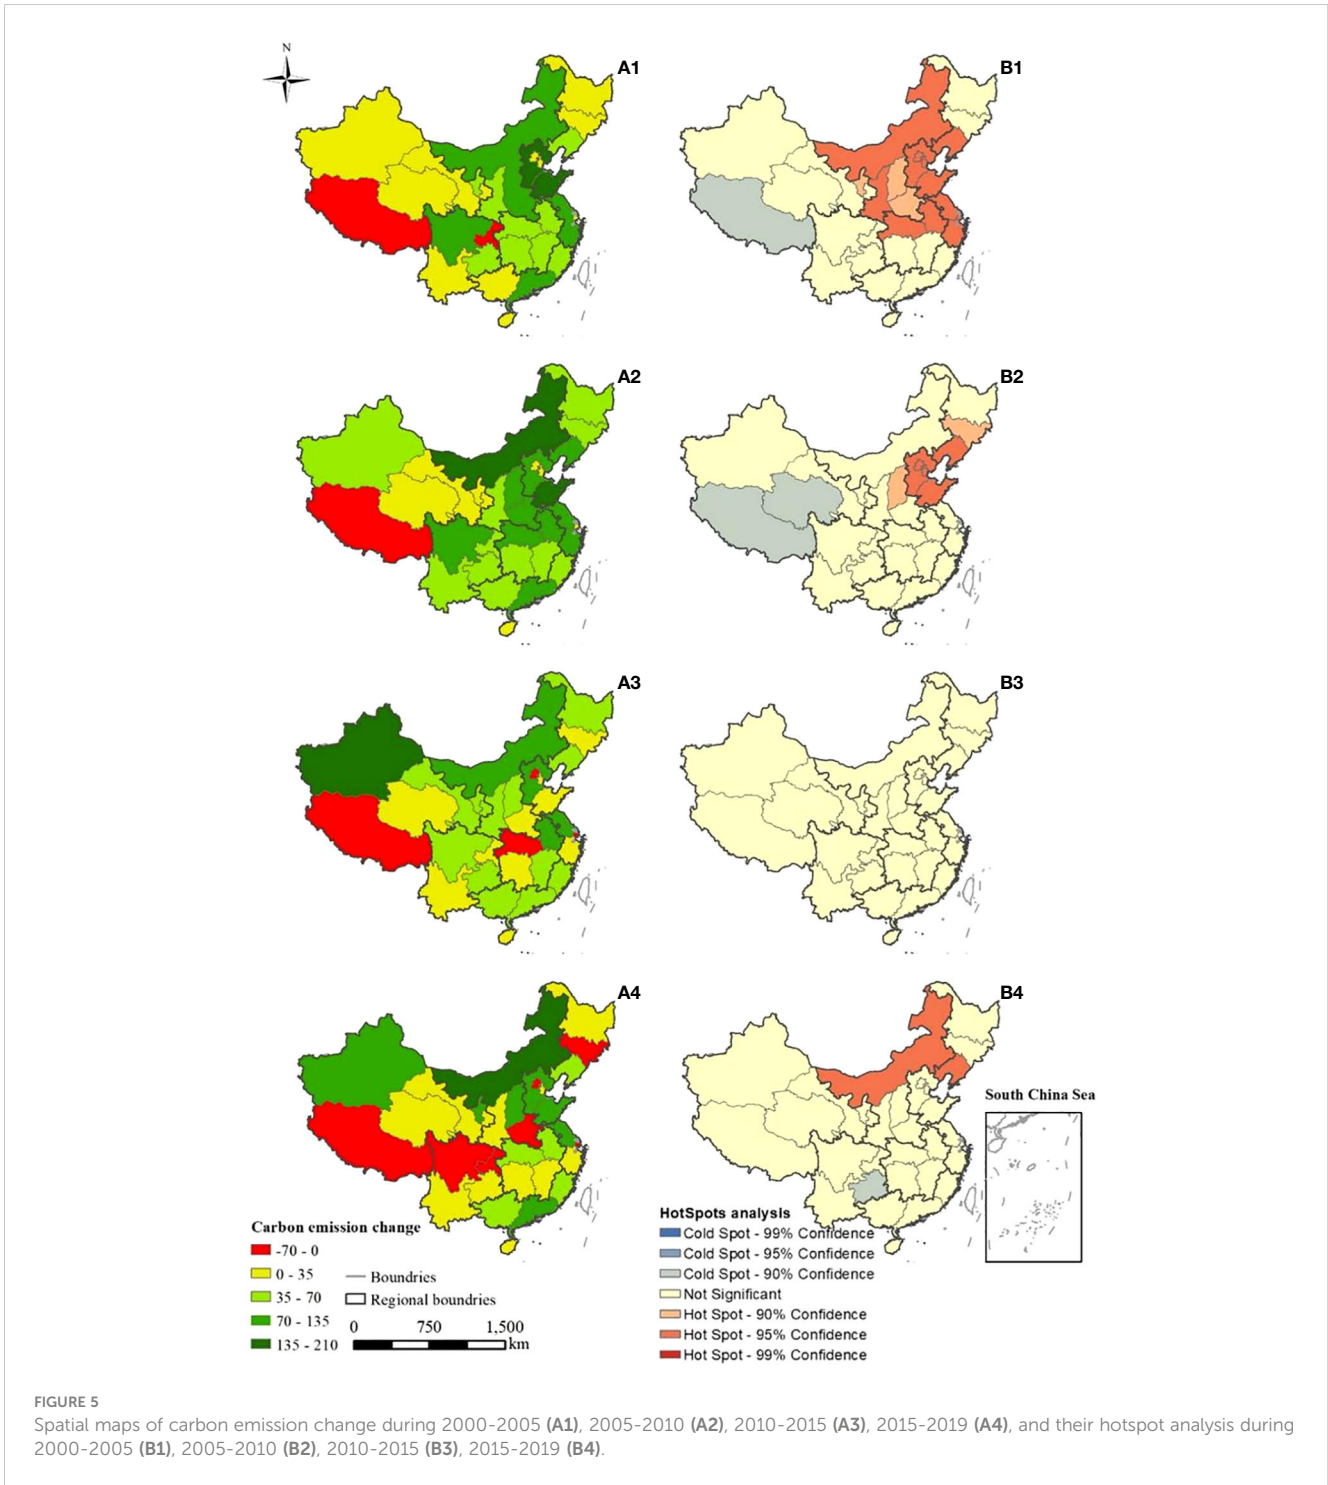 N
A1
B1
A2
B2
A3
B3
A4
B4
South China Sea
Carbon emission change
-70 - 0
0 - 35
35 - 70
70 - 135
135 - 210
Boundries
Regional boundries
0 750 1,500
km
HotSpots analysis
Cold Spot - 99% Confidence
Cold Spot - 95% Confidence
Cold Spot - 90% Confidence
Not Significant
Hot Spot - 90% Confidence
Hot Spot - 95% Confidence
Hot Spot - 99% Confidence
FIGURE 5
Spatial maps of carbon emission change during 2000-2005 (A1), 2005-2010 (A2), 2010-2015 (A3), 2015-2019 (A4), and their hotspot analysis during
2000-2005 (B1), 2005-2010 (B2), 2010-2015 (B3), 2015-2019 (B4).